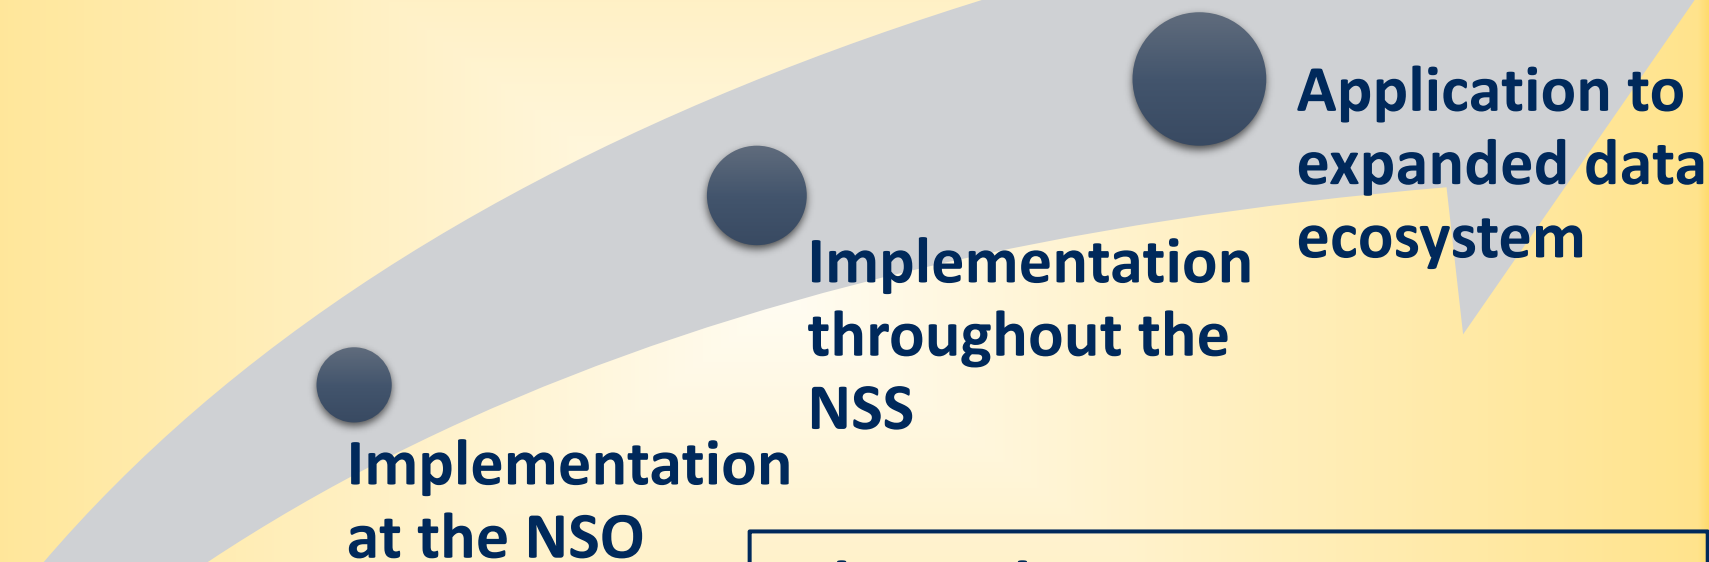 Application to
expanded data
ecosystem
Implementation
throughout the
NSS
Implementation
at the NSO